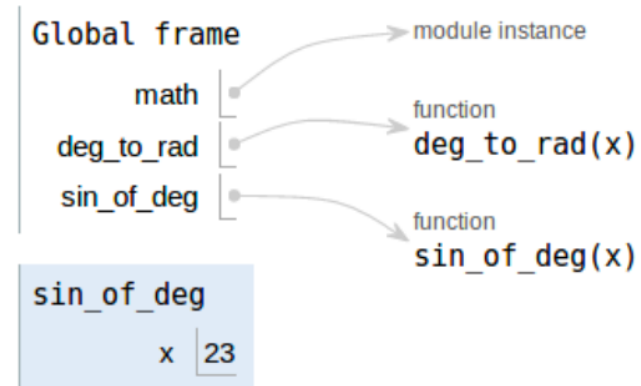 Global frame
module instance
math
function
deg_to_rad
deg_to_rad(x)
sin_of_deg
function
sin_of_deg(x)
sin_of_deg
x 23